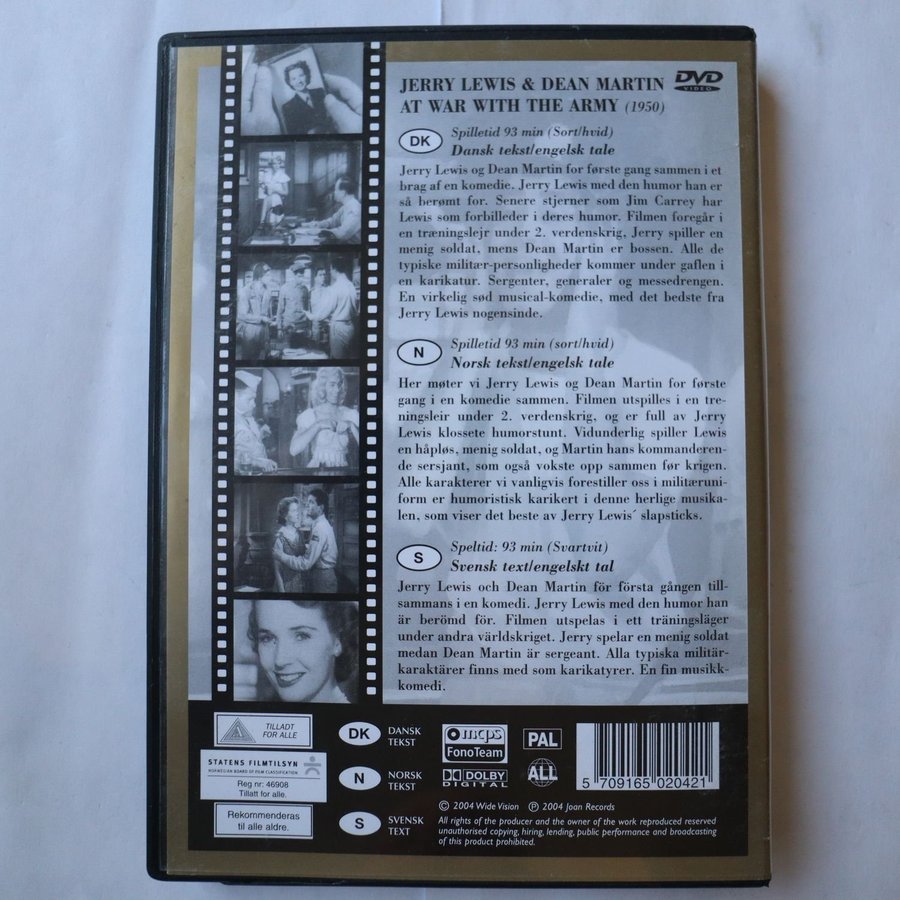 JERRY LEWIS & DEAN MARTIN
AT WAR WITH THE ARMY (1950)
DVD
VIDEO
DK
Spilletid 93 min (Sort/hvid)
Dansk tekst/engelsk tale
Jerry Lewis og Dean Martin for første gang sammen i et
brag af en komedie. Jerry Lewis med den humor han er
så berømt for. Senere stjerner som Jim Carrey har
Lewis som forbilleder i deres humor. Filmen foregår i
en træningslejr under 2. verdenskrig, Jerry spiller en
menig soldat, mens Dean Martin er bossen. Alle de
typiske militær-personligheder kommer under gaflen i
en karikatur. Sergenter, generaler og messedrengen.
En virkelig sød musical-komedie, med det bedste fra
Jerry Lewis nogensinde.
N
Spilletid 93 min (sort/hvid)
Norsk tekst/engelsk tale
Her møter vi Jerry Lewis og Dean Martin for første
gang i en komedie sammen. Filmen utspilles i en tre-
ningsleir under 2. verdenskrig, og er full av Jerry
Lewis klossete humorstunt. Vidunderlig spiller Lewis
en håpløs, menig soldat, og Martin hans kommanderen-
de sersjant, som også vokste opp sammen før krigen.
Alle karakterer vi vanligvis forestiller oss i militæruni-
form er humoristisk karikert i denne herlige musika-
len, som viser det beste av Jerry Lewis´ slapsticks.
S
Speltid: 93 min (Svartvit)
Svensk text/engelskt tal
Jerry Lewis och Dean Martin för första gången till-
sammans i en komedi. Jerry Lewis med den humor han
är berömd för. Filmen utspelas i ett träningsläger
under andra världskriget. Jerry spelar en menig soldat
medan Dean Martin är sergeant. Alla typiska militär-
karaktärer finns med som karikatyrer. En fin musikk-
komedi.
TILLADT
FOR ALLE
STATENS FILMTILSYN
NORWEGIAN BOARD OF FILM CLASSIFICATION
Reg nr: 46908
Tillatt for alle.
Rekommenderas
til alle aldre.
DK DANSK
TEKST
N NORSK
TEKST
S SVENSK
TEXT
mcps
FonoTeam
DOLBY
DIGITAL
PAL
ALL
5 709165 020421
© 2004 Wide Vision ℗ 2004 Joan Records
All rights of the producer and the owner of the work reproduced reserved
unauthorised copying, hiring, lending, public performance and broadcasting
of this product prohibited.